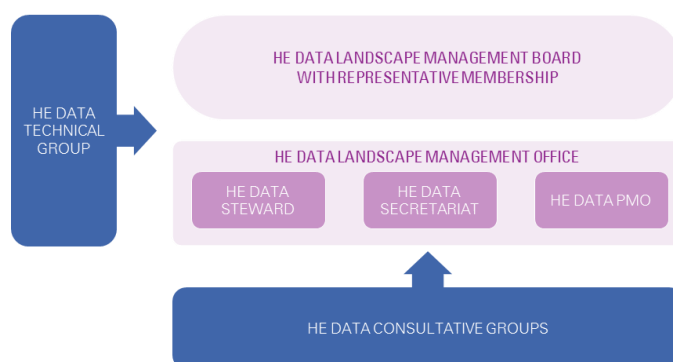 HE DATA LANDSCAPE MANAGEMENT BOARD
WITH REPRESENTATIVE MEMBERSHIP
HE DATA
TECHNICAL
GROUP
HE DATA LANDSCAPE MANAGEMENT OFFICE
HE DATA
STEWARD
HE DATA
SECRETARIAT
HE DATA PMO
HE DATA CONSULTATIVE GROUPS